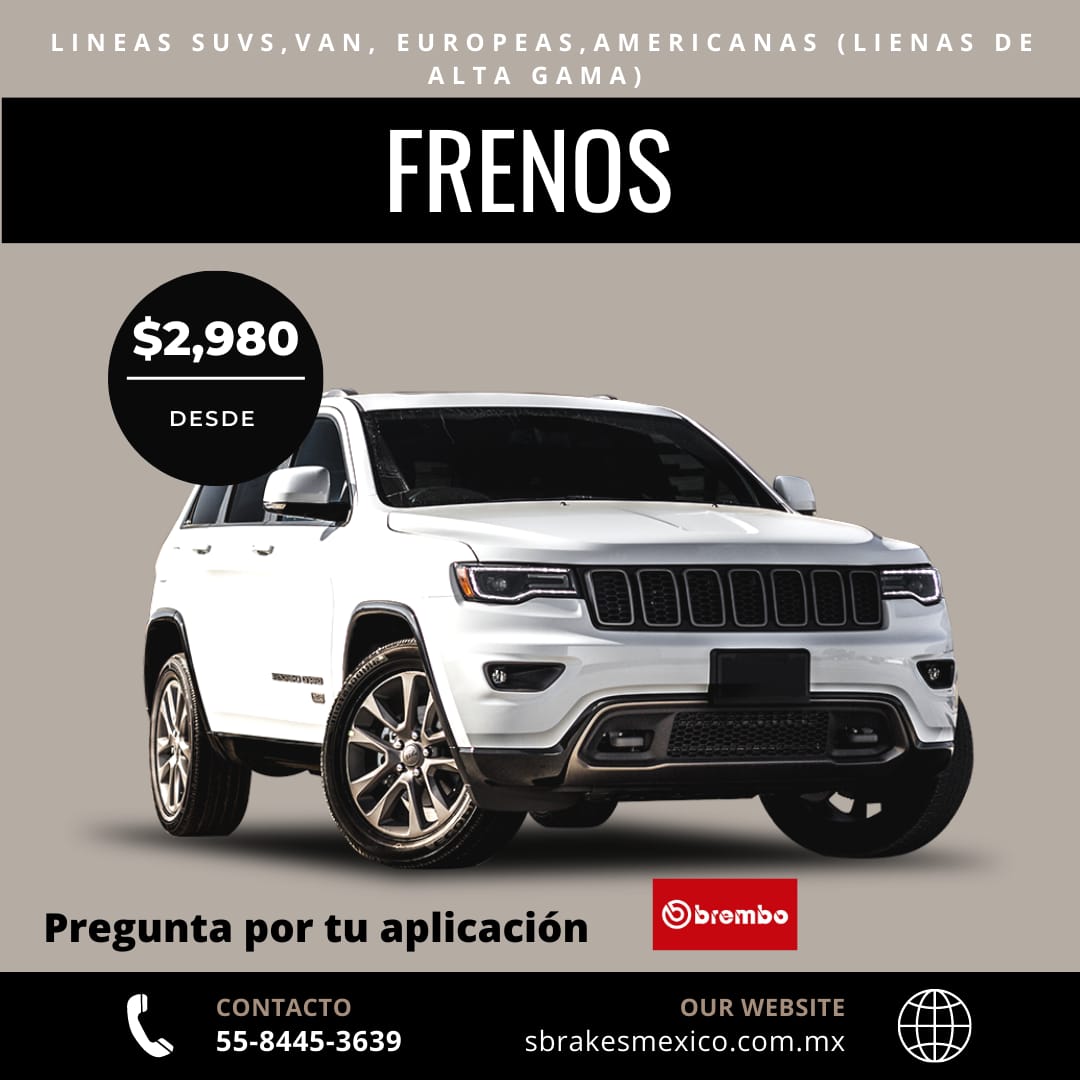 LINEAS SUVS,VAN, EUROPEAS,AMERICANAS (LIENAS DE
ALTA GAMA)
FRENOS
$2,980
DESDE
Pregunta por tu aplicación
brembo
CONTACTO
55-8445-3639
OUR WEBSITE
sbrakesmexico.com.mx